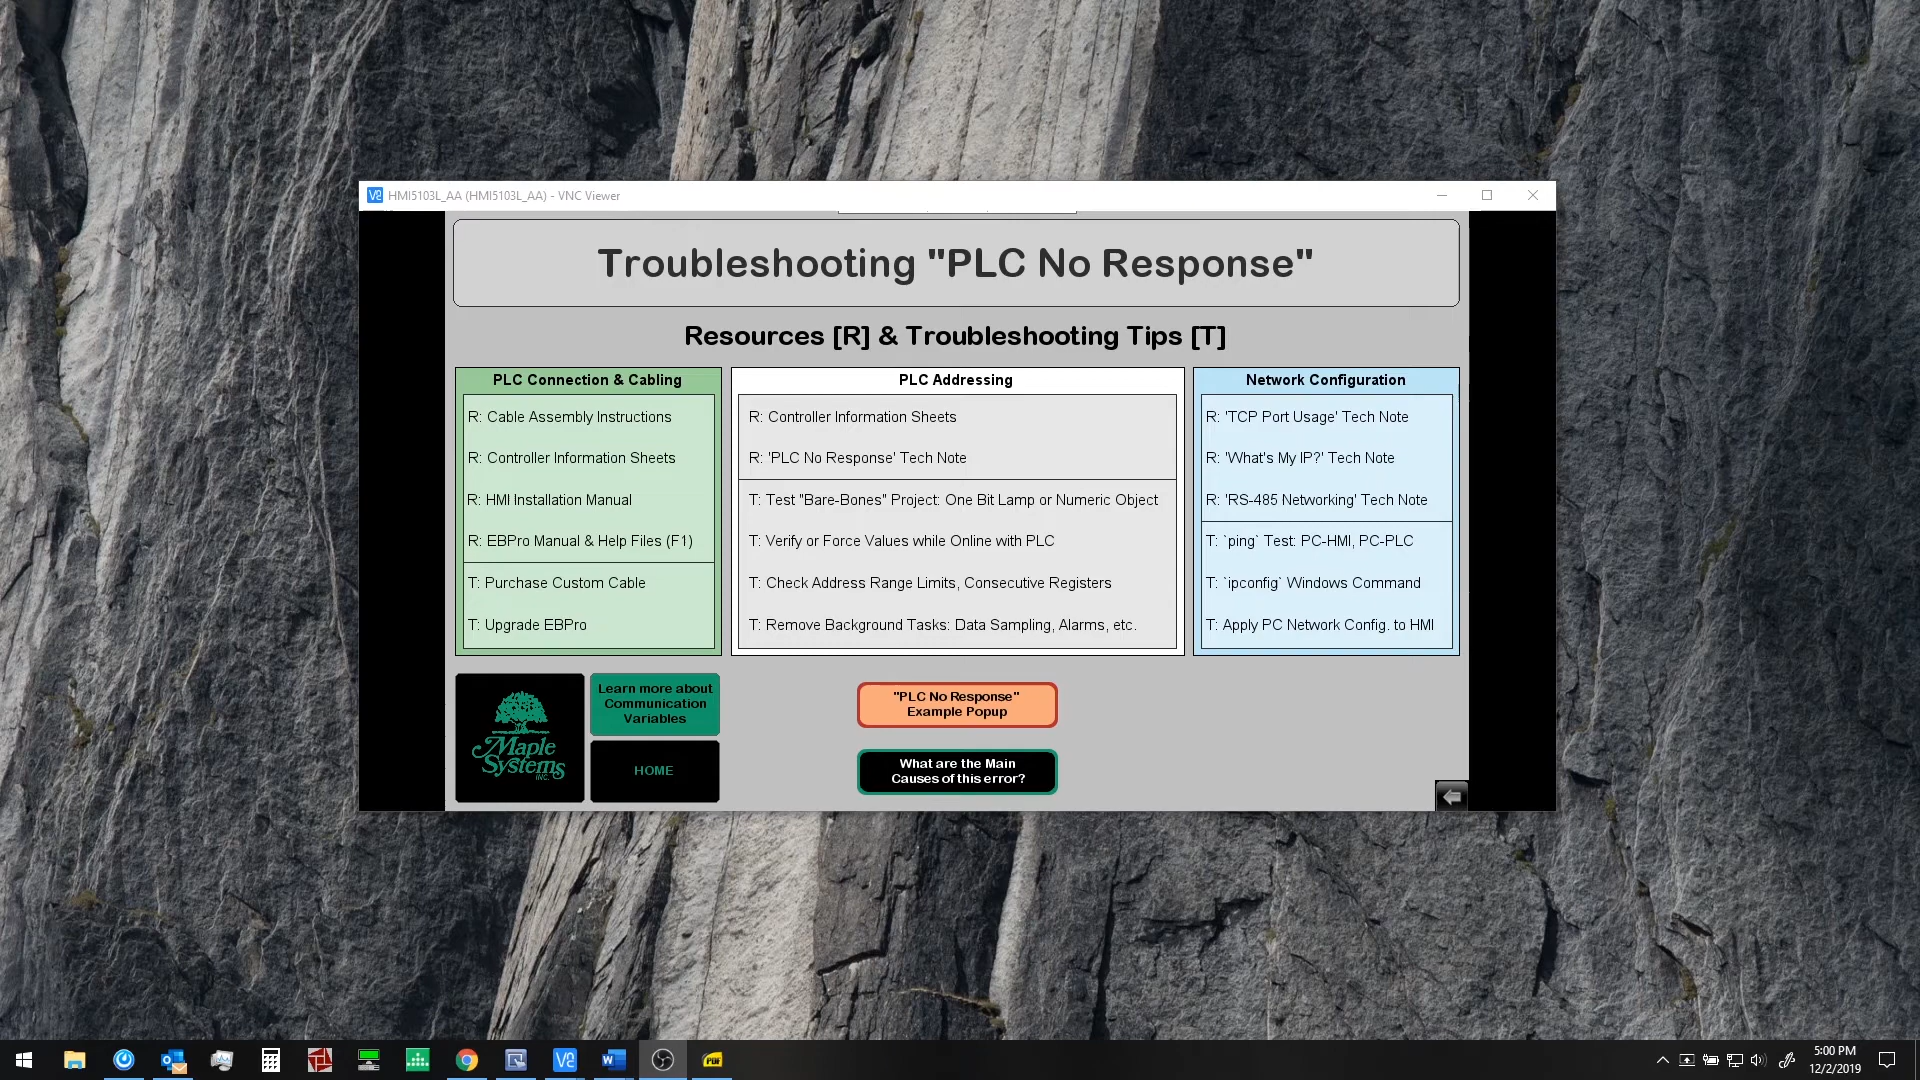 HMI5103L_AA (HMI5103L_AA) - VNC Viewer
Troubleshooting "PLC No Response"
Resources [R] & Troubleshooting Tips [T]
PLC Connection & Cabling
R: Cable Assembly Instructions
R: Controller Information Sheets
R: HMI Installation Manual
R: EBPro Manual & Help Files (F1)
T: Purchase Custom Cable
T: Upgrade EBPro
PLC Addressing
R: Controller Information Sheets
R: 'PLC No Response' Tech Note
T: Test "Bare-Bones" Project: One Bit Lamp or Numeric Object
T: Verify or Force Values while Online with PLC
T: Check Address Range Limits, Consecutive Registers
T: Remove Background Tasks: Data Sampling, Alarms, etc.
Network Configuration
R: 'TCP Port Usage' Tech Note
R: 'What's My IP?' Tech Note
R: 'RS-485 Networking' Tech Note
T: `ping` Test: PC-HMI, PC-PLC
T: `ipconfig` Windows Command
T: Apply PC Network Config. to HMI
Maple
Systems
INC.
Learn more about
Communication
Variables
HOME
"PLC No Response"
Example Popup
What are the Main
Causes of this error?
5:00 PM
12/2/2019